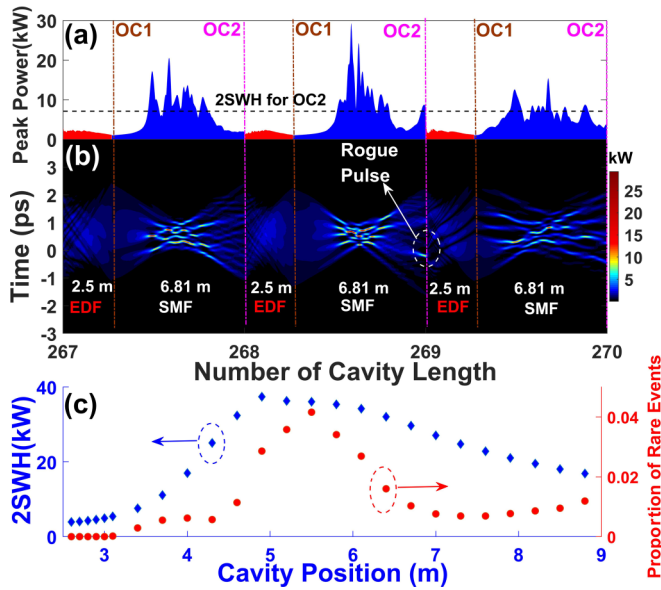 (a)
OC1 OC2 OC1 OC2 OC1 OC2
Peak Power(kW)
30
20
10
0
2SWH for OC2
(b)
Rogue
Pulse
kW
25
20
15
10
5
Time (ps)
3
2
1
0
-1
-2
-3
2.5 m 6.81 m 2.5 m 6.81 m 2.5 m 6.81 m
EDF SMF EDF SMF EDF SMF
267 268 269 270
Number of Cavity Length
(c)
2SWH(kW)
40
20
0
Proportion of Rare Events
0.04
0.02
0
3 4 5 6 7 8 9
Cavity Position (m)